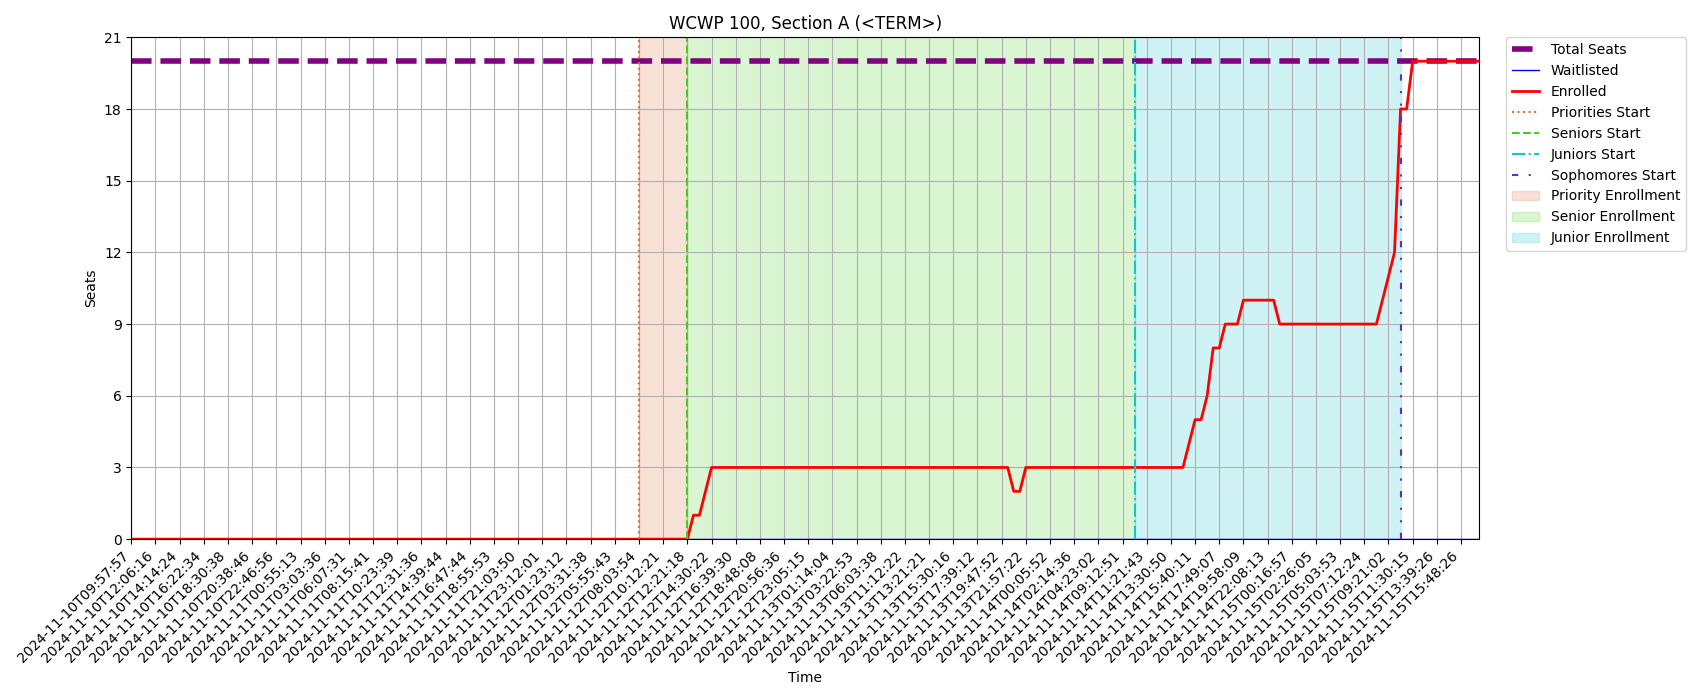 WCWP 100, Section A (<TERM>)
21
18
15
12
9
6
3
0
Seats
2024-11-10T09:57:57
2024-11-10T12:06:16
2024-11-10T14:14:24
2024-11-10T16:22:34
2024-11-10T18:30:38
2024-11-10T20:38:46
2024-11-10T22:46:56
2024-11-11T00:55:13
2024-11-11T03:03:36
2024-11-11T06:07:31
2024-11-11T08:15:41
2024-11-11T10:23:39
2024-11-11T12:31:36
2024-11-11T14:39:44
2024-11-11T16:47:44
2024-11-11T18:55:53
2024-11-11T21:03:50
2024-11-11T23:12:01
2024-11-12T01:23:12
2024-11-12T03:31:38
2024-11-12T05:55:43
2024-11-12T08:03:54
2024-11-12T10:12:21
2024-11-12T12:21:18
2024-11-12T14:30:22
2024-11-12T16:39:30
2024-11-12T18:48:08
2024-11-12T20:56:36
2024-11-12T23:05:15
2024-11-13T01:14:04
2024-11-13T03:22:53
2024-11-13T06:03:38
2024-11-13T11:12:22
2024-11-13T13:21:21
2024-11-13T15:30:16
2024-11-13T17:39:12
2024-11-13T19:47:52
2024-11-13T21:57:22
2024-11-14T00:05:52
2024-11-14T02:14:36
2024-11-14T04:23:02
2024-11-14T09:12:51
2024-11-14T11:21:43
2024-11-14T13:30:50
2024-11-14T15:40:11
2024-11-14T17:49:07
2024-11-14T19:58:09
2024-11-14T22:08:13
2024-11-15T00:16:57
2024-11-15T02:26:05
2024-11-15T05:03:53
2024-11-15T07:12:24
2024-11-15T09:21:02
2024-11-15T11:30:15
2024-11-15T13:39:26
2024-11-15T15:48:26
Time
Total Seats
Waitlisted
Enrolled
Priorities Start
Seniors Start
Juniors Start
Sophomores Start
Priority Enrollment
Senior Enrollment
Junior Enrollment